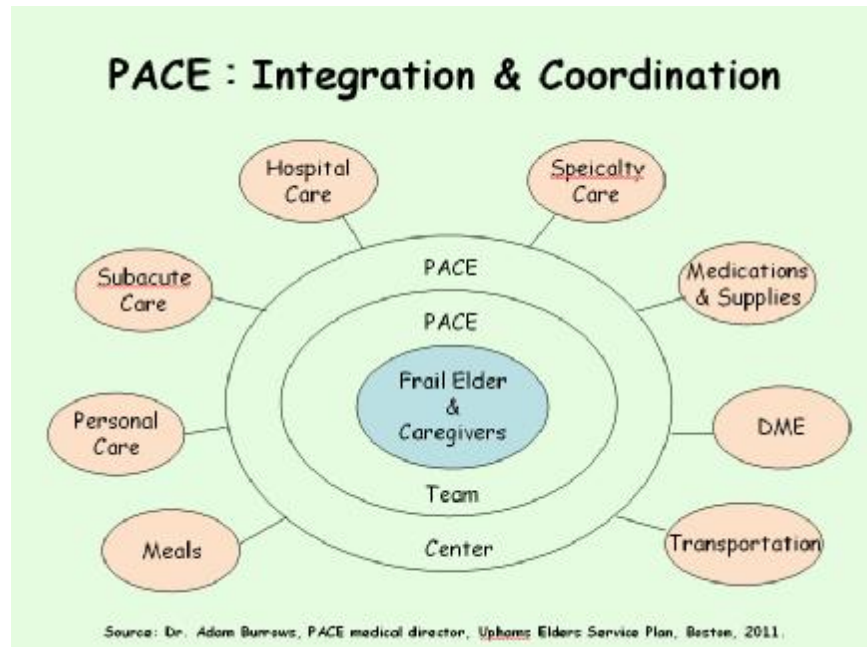 PACE : Integration & Coordination
Hospital
Care
Speicalty
Care
Subacute
Care
PACE
Medications
& Supplies
PACE
Frail Elder
&
Caregivers
Personal
Care
DME
Team
Meals
Center
Transportation
Source: Dr. Adam Burrows, PACE medical director, Uphams Elders Service Plan, Boston, 2011.